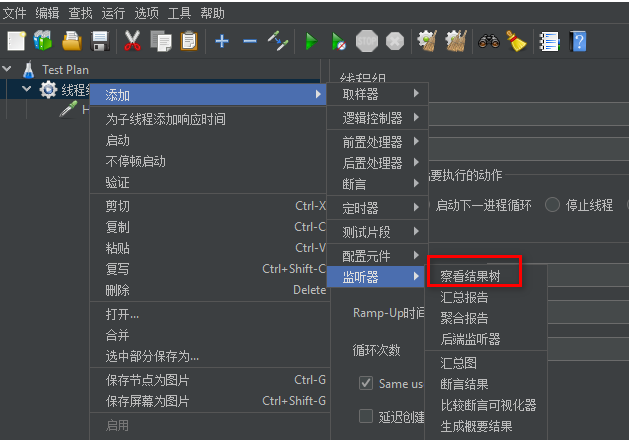 文件 编辑 查找 运行 选项 工具 帮助
Test Plan
线程组
添加
为子线程添加响应时间
启动
不停顿启动
验证
剪切 Ctrl-X
复制 Ctrl-C
粘贴 Ctrl-V
复写 Ctrl+Shift-C
删除 Delete
打开...
合并
选中部分保存为...
保存节点为图片 Ctrl-G
保存屏幕为图片 Ctrl+Shift-G
启用
取样器
逻辑控制器
前置处理器
后置处理器
断言
定时器
测试片段
配置元件
监听器
察看结果树
汇总报告
聚合报告
后端监听器
汇总图
断言结果
比较断言可视化器
生成概要结果
线程组
要执行的动作
启动下一进程循环
停止线程
Ramp-Up时间
循环次数
Same us
延迟创建